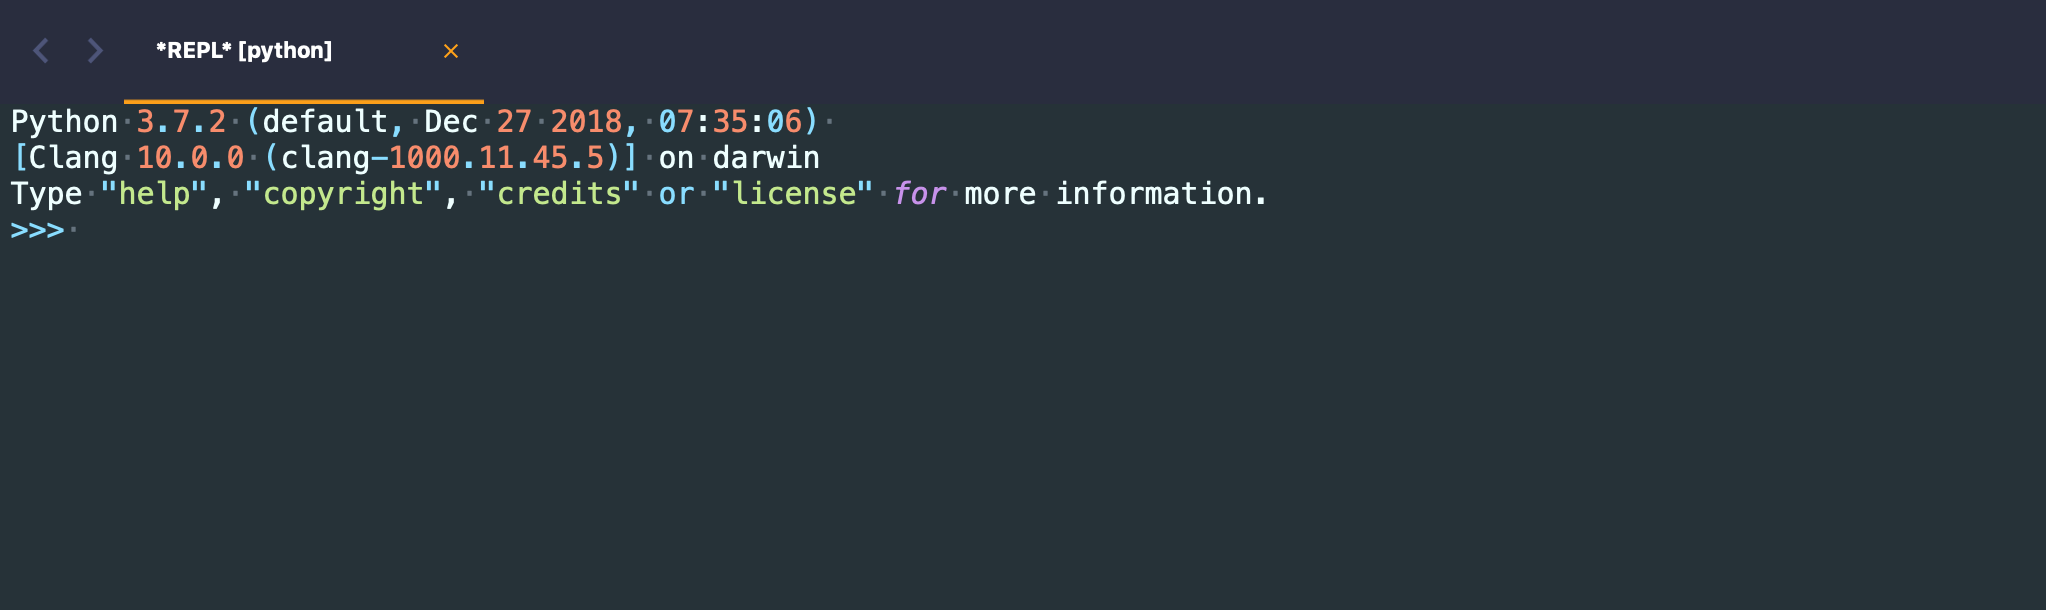 *REPL* [python]
Python 3.7.2 (default, Dec 27 2018, 07:35:06)
[Clang 10.0.0 (clang-1000.11.45.5)] on darwin
Type "help", "copyright", "credits" or "license" for more information.
>>>